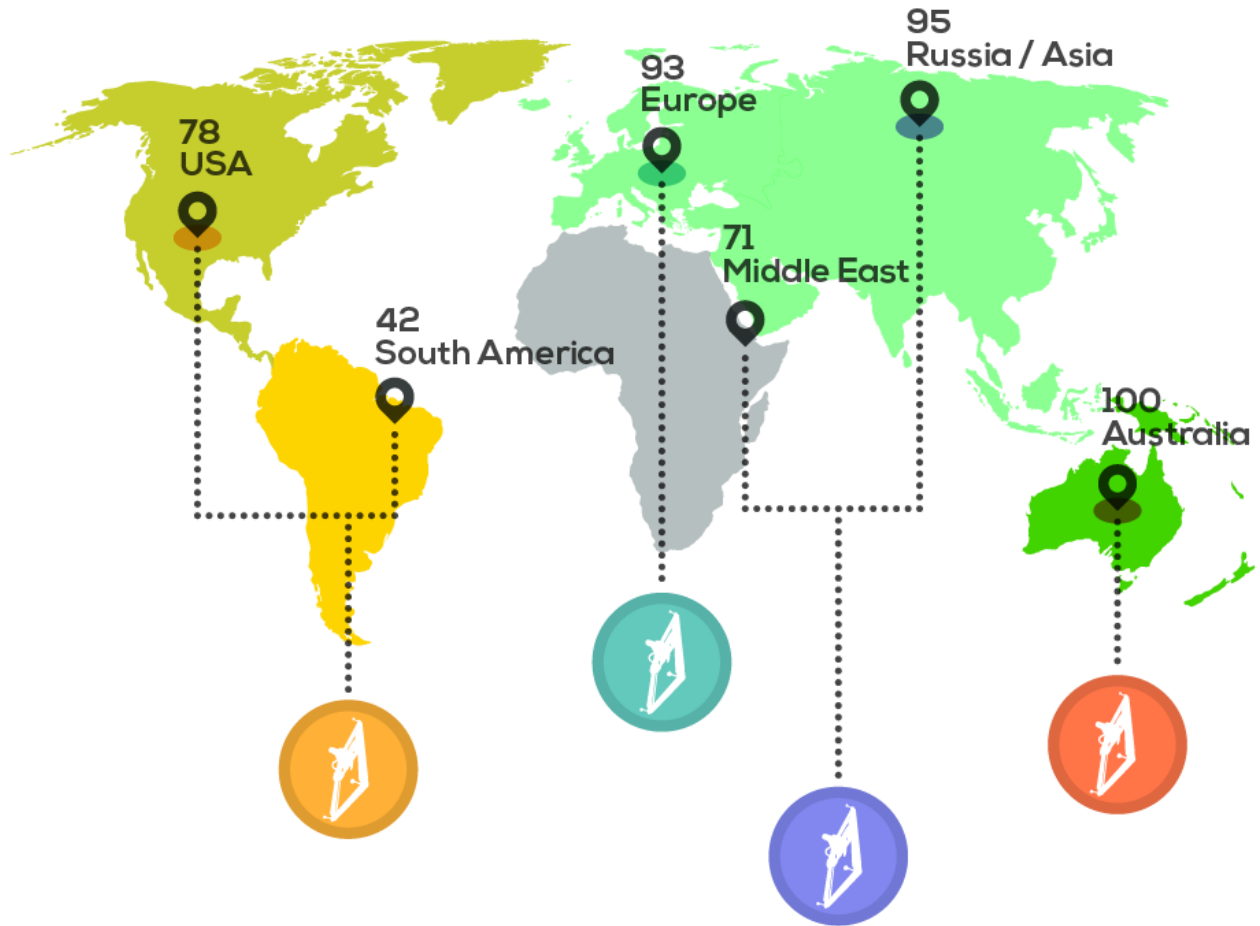 95
Russia / Asia
93
Europe
78
USA
71
Middle East
42
South America
100
Australia